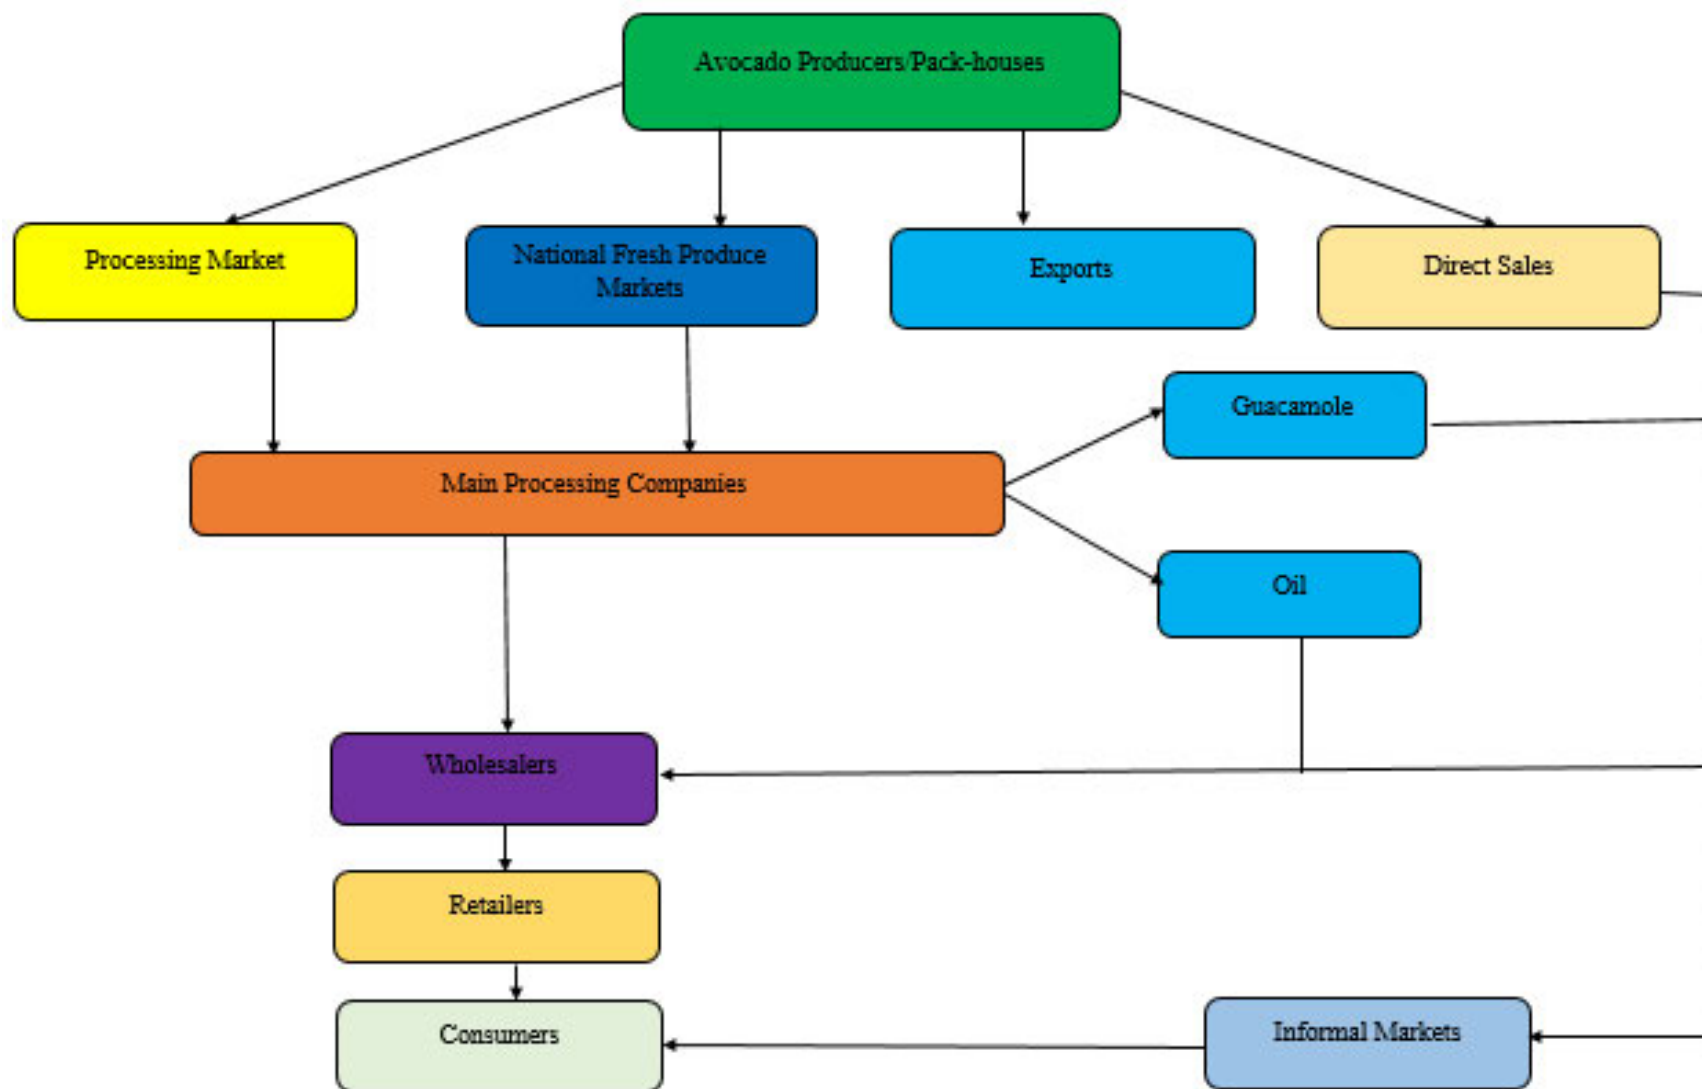 Avocado Producers/Pack-houses
Processing Market
National Fresh Produce
Markets
Exports
Direct Sales
Guacamole
Main Processing Companies
Oil
Wholesalers
Retailers
Consumers
Informal Markets